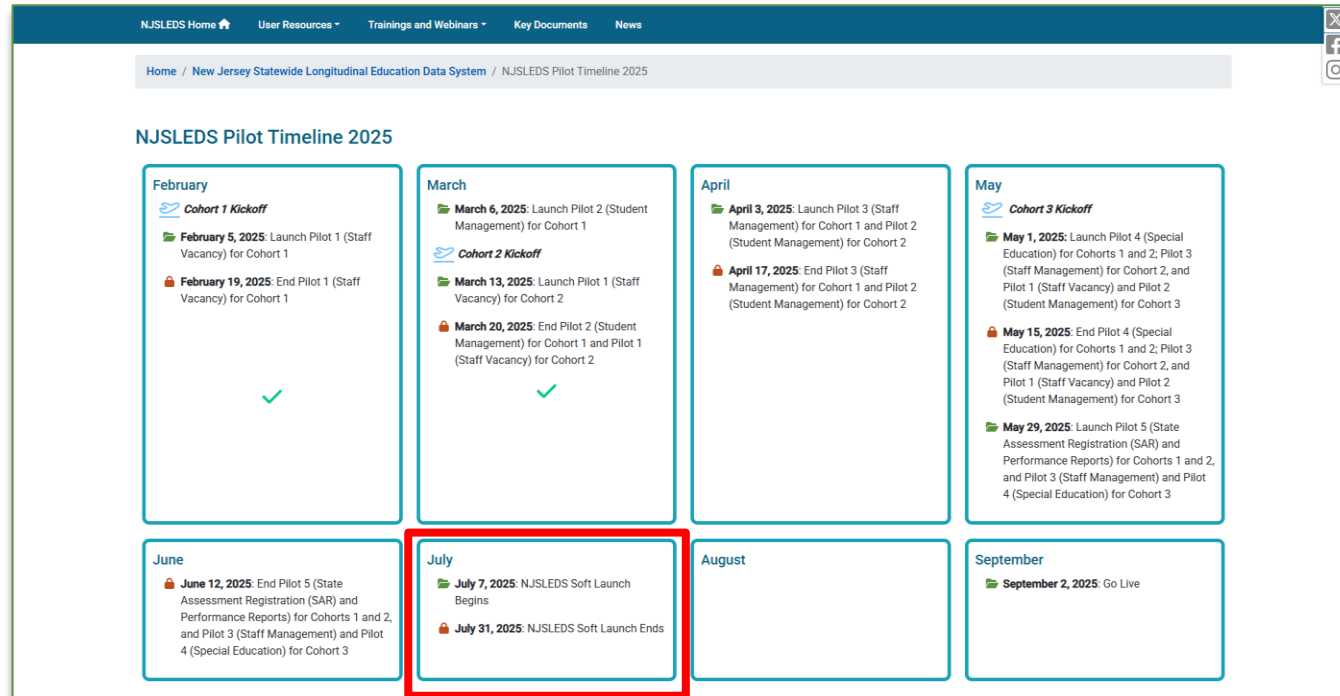 NJSLEDS Home User Resources Trainings and Webinars Key Documents News
Home / New Jersey Statewide Longitudinal Education Data System / NJSLEDS Pilot Timeline 2025
NJSLEDS Pilot Timeline 2025
February
Cohort 1 Kickoff
February 5, 2025: Launch Pilot 1 (Staff
Vacancy) for Cohort 1
February 19, 2025: End Pilot 1 (Staff
Vacancy) for Cohort 1
March
March 6, 2025: Launch Pilot 2 (Student
Management) for Cohort 1
Cohort 2 Kickoff
March 13, 2025: Launch Pilot 1 (Staff
Vacancy) for Cohort 2
March 20, 2025: End Pilot 2 (Student
Management) for Cohort 1 and Pilot 1
(Staff Vacancy) for Cohort 2
April
April 3, 2025: Launch Pilot 3 (Staff
Management) for Cohort 1 and Pilot 2
(Student Management) for Cohort 2
April 17, 2025: End Pilot 3 (Staff
Management) for Cohort 1 and Pilot 2
(Student Management) for Cohort 2
May
Cohort 3 Kickoff
May 1, 2025: Launch Pilot 4 (Special
Education) for Cohorts 1 and 2; Pilot 3
(Staff Management) for Cohort 2, and
Pilot 1 (Staff Vacancy) and Pilot 2
(Student Management) for Cohort 3
May 15, 2025: End Pilot 4 (Special
Education) for Cohorts 1 and 2; Pilot 3
(Staff Management) for Cohort 2, and
Pilot 1 (Staff Vacancy) and Pilot 2
(Student Management) for Cohort 3
May 29, 2025: Launch Pilot 5 (State
Assessment Registration (SAR) and
Performance Reports) for Cohorts 1 and 2,
and Pilot 3 (Staff Management) and Pilot
4 (Special Education) for Cohort 3
June
June 12, 2025: End Pilot 5 (State
Assessment Registration (SAR) and
Performance Reports) for Cohorts 1 and 2,
and Pilot 3 (Staff Management) and Pilot
4 (Special Education) for Cohort 3
July
July 7, 2025: NJSLEDS Soft Launch
Begins
July 31, 2025: NJSLEDS Soft Launch Ends
August
September
September 2, 2025: Go Live